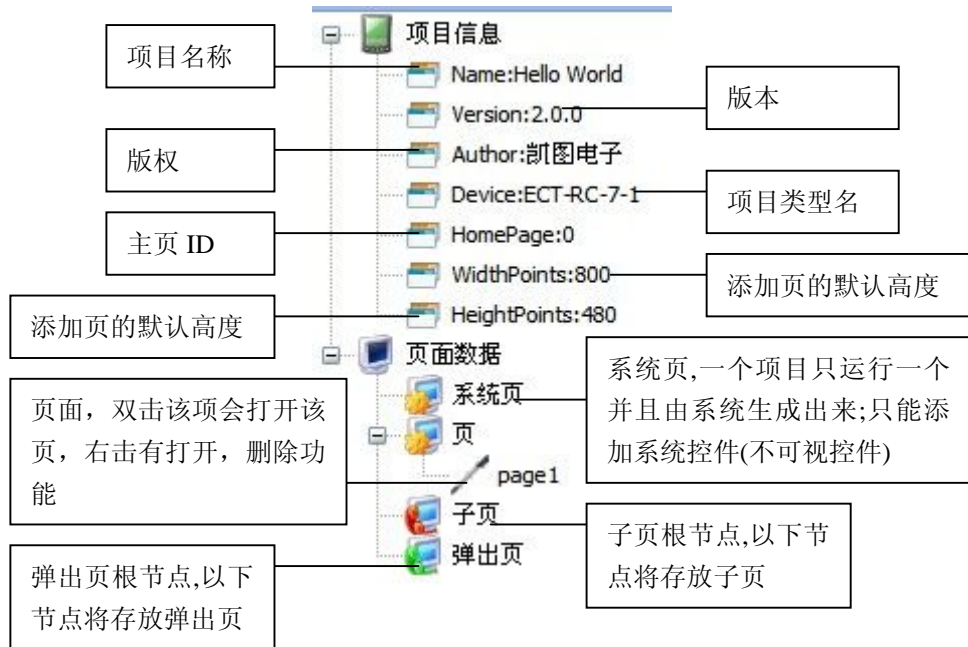 项目信息
项目名称
Name:Hello World
Version:2.0.0
版本
版权
Author:凯图电子
Device:ECT-RC-7-1
项目类型名
主页 ID
HomePage:0
WidthPoints:800
添加页的默认高度
添加页的默认高度
HeightPoints:480
页面数据
系统页
系统页,一个项目只运行一个
并且由系统生成出来;只能添
加系统控件(不可视控件)
页面，双击该项会打开该
页，右击有打开，删除功
能
页
page1
子页
子页根节点,以下节
点将存放子页
弹出页
弹出页根节点,以下
节点将存放弹出页